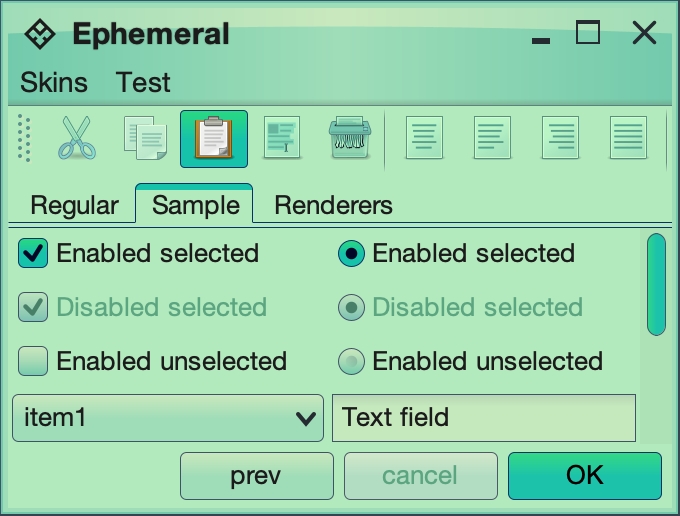 Ephemeral
Skins Test
Regular Sample Renderers
Enabled selected Enabled selected
Disabled selected Disabled selected
Enabled unselected Enabled unselected
item1 Text field
prev cancel OK